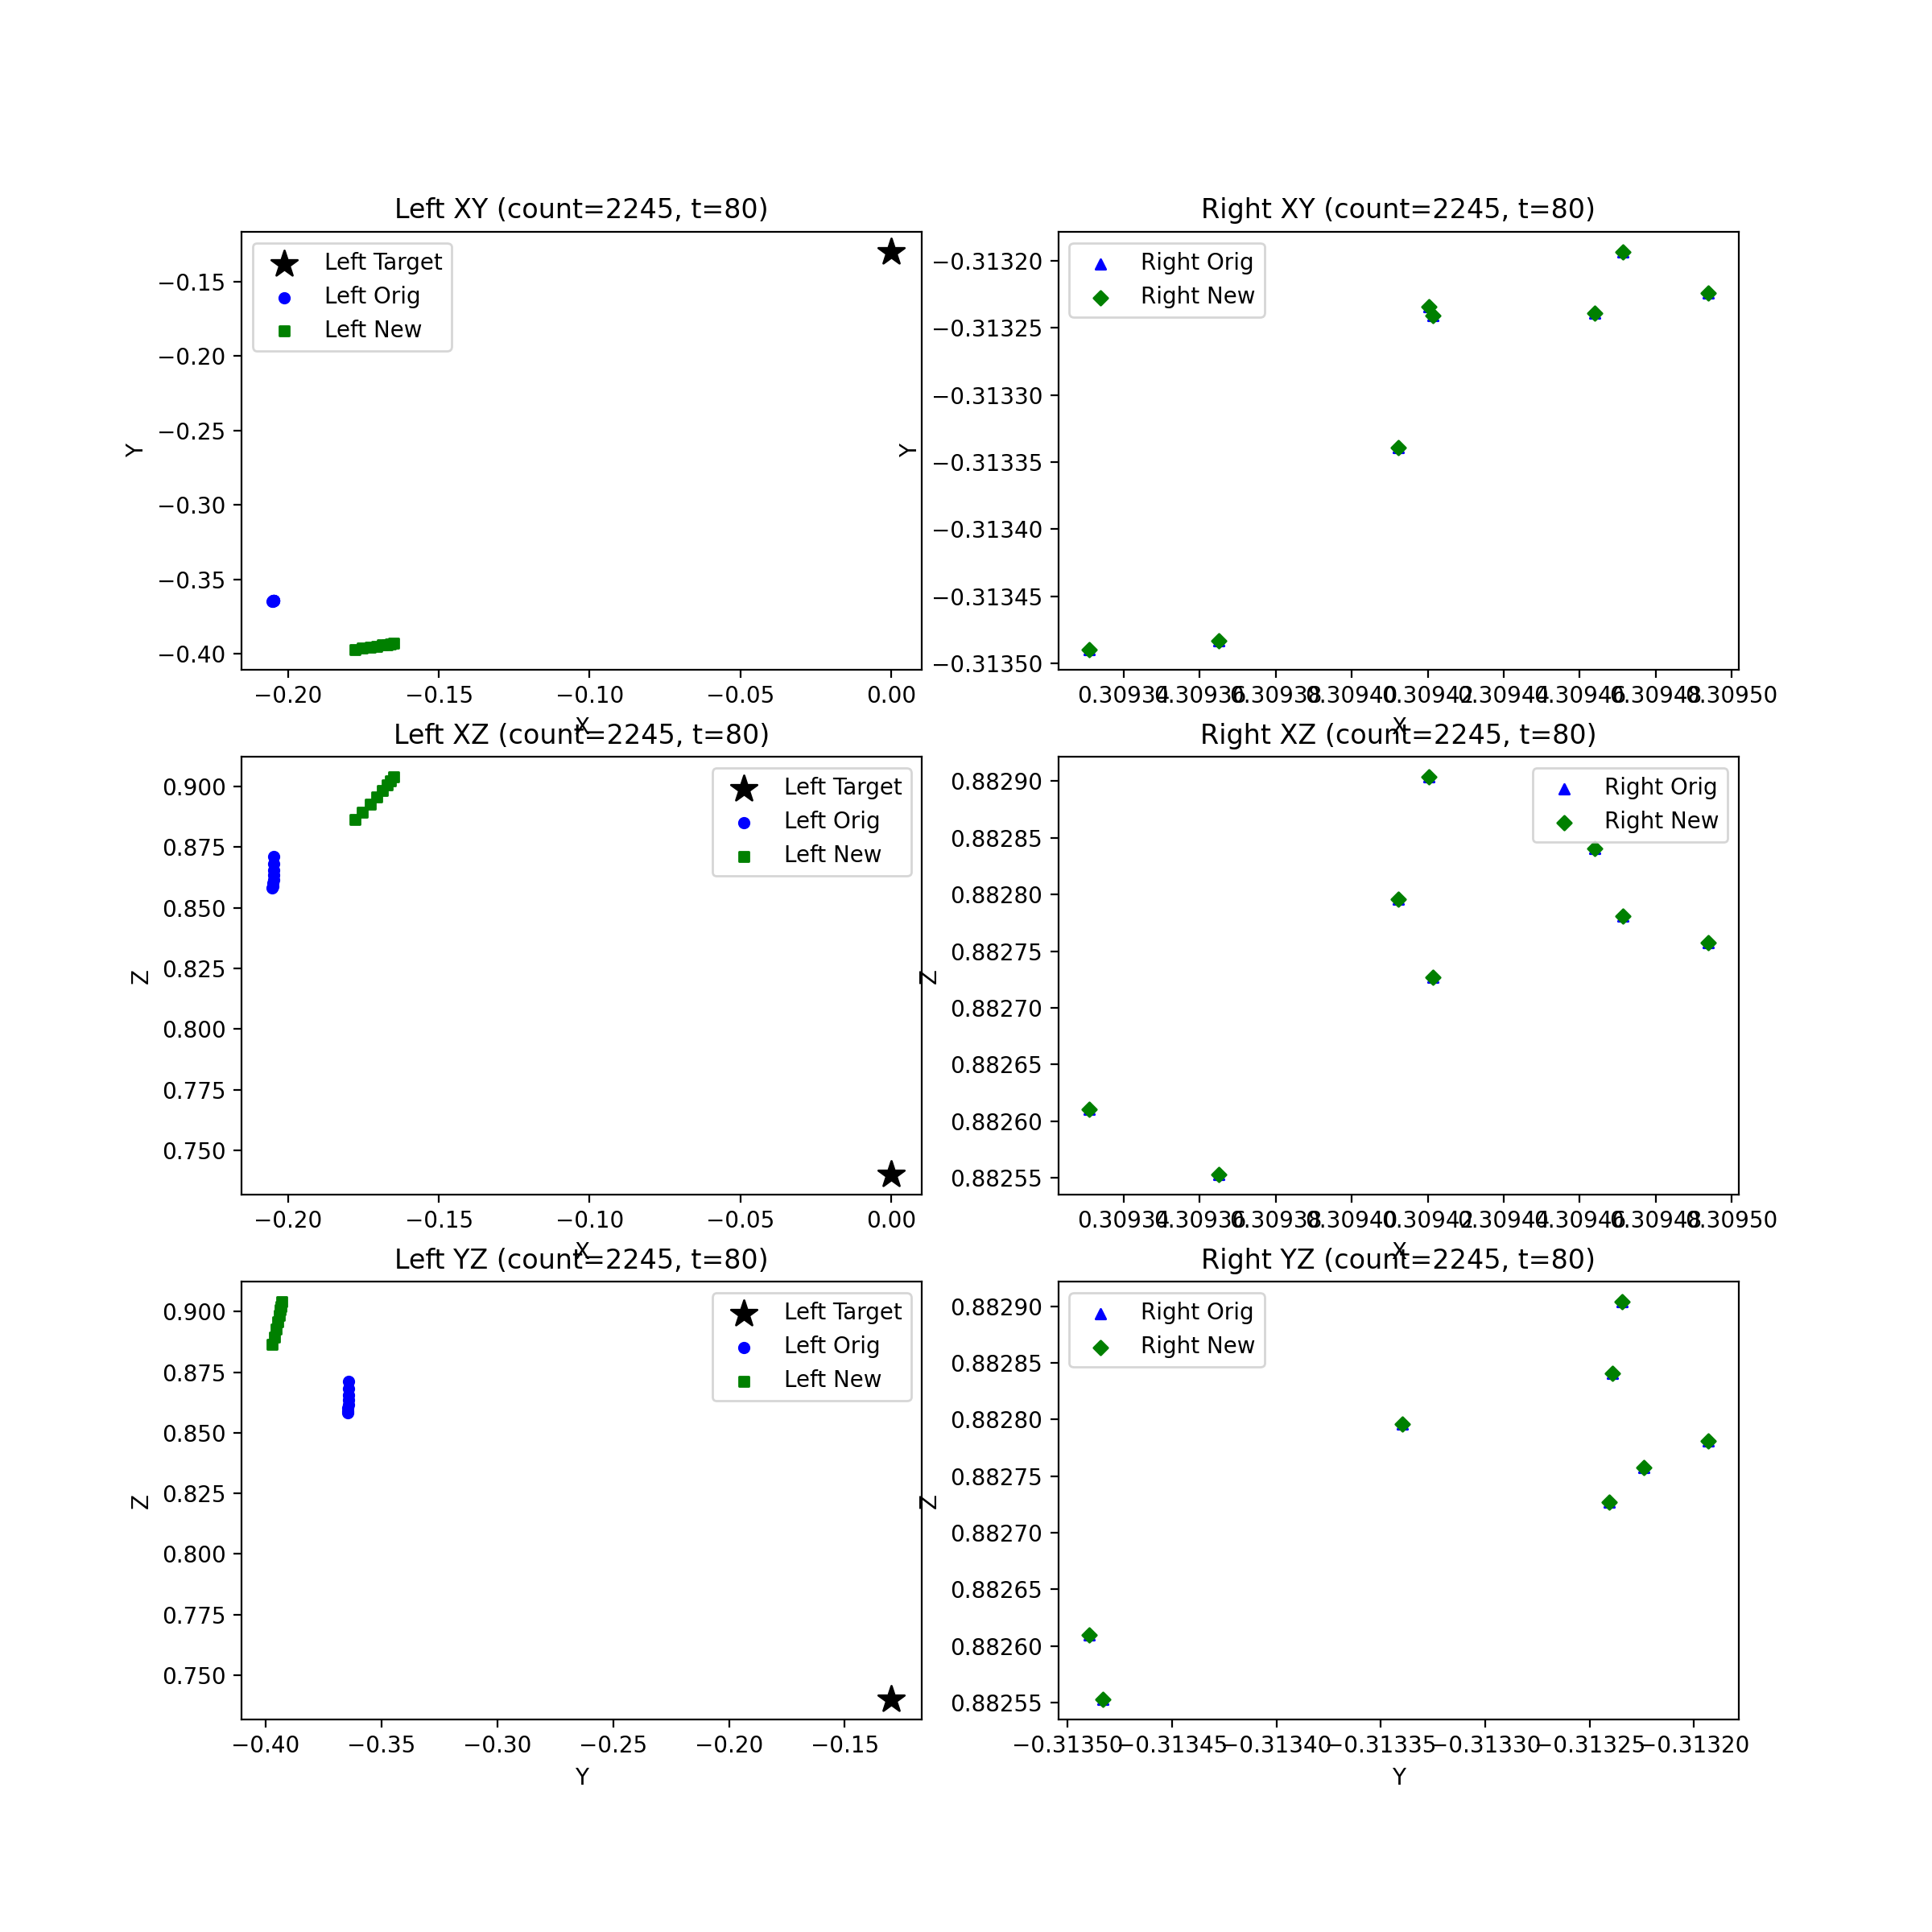 Left XY (count=2245, t=80)
Left Target
Left Orig
Left New
−0.15
−0.20
−0.25
−0.30
−0.35
−0.40
Y
−0.20
−0.15
−0.10
−0.05
0.00
X
Right XY (count=2245, t=80)
Right Orig
Right New
−0.31320
−0.31325
−0.31330
−0.31335
−0.31340
−0.31345
−0.31350
Y
0.30934
0.30936
0.30938
0.30940
0.30942
0.30944
0.30946
0.30948
0.30950
X
Left XZ (count=2245, t=80)
Left Target
Left Orig
Left New
0.900
0.875
0.850
0.825
0.800
0.775
0.750
Z
−0.20
−0.15
−0.10
−0.05
0.00
X
Right XZ (count=2245, t=80)
Right Orig
Right New
0.88290
0.88285
0.88280
0.88275
0.88270
0.88265
0.88260
0.88255
Z
0.30934
0.30936
0.30938
0.30940
0.30942
0.30944
0.30946
0.30948
0.30950
X
Left YZ (count=2245, t=80)
Left Target
Left Orig
Left New
0.900
0.875
0.850
0.825
0.800
0.775
0.750
Z
−0.40
−0.35
−0.30
−0.25
−0.20
−0.15
Y
Right YZ (count=2245, t=80)
Right Orig
Right New
0.88290
0.88285
0.88280
0.88275
0.88270
0.88265
0.88260
0.88255
Z
−0.31350
−0.31345
−0.31340
−0.31335
−0.31330
−0.31325
−0.31320
Y